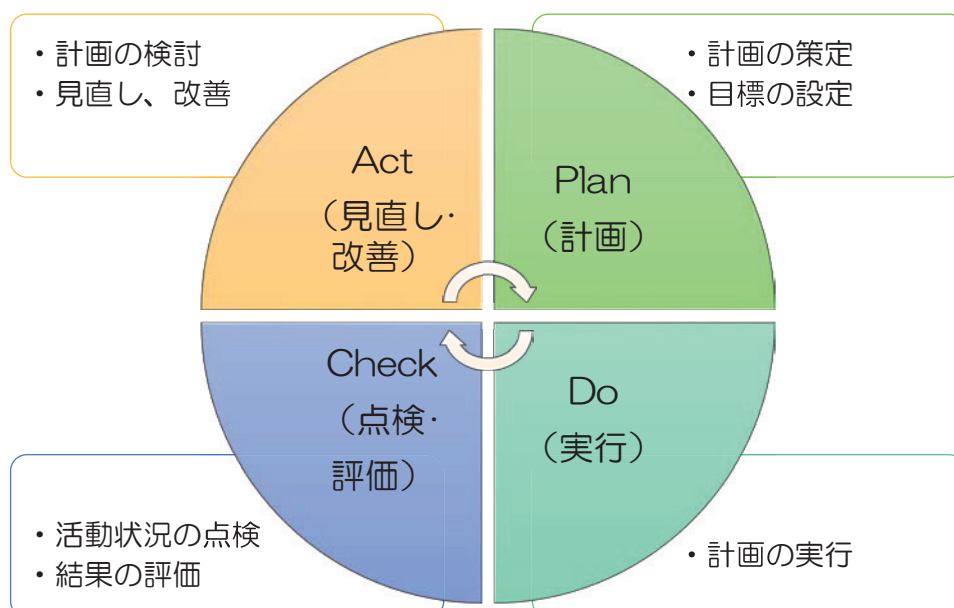 ・計画の検討
・見直し、改善
・計画の策定
・目標の設定
Act
（見直し・
改善）
Plan
（計画）
Check
（点検・
評価）
Do
（実行）
・活動状況の点検
・結果の評価
・計画の実行